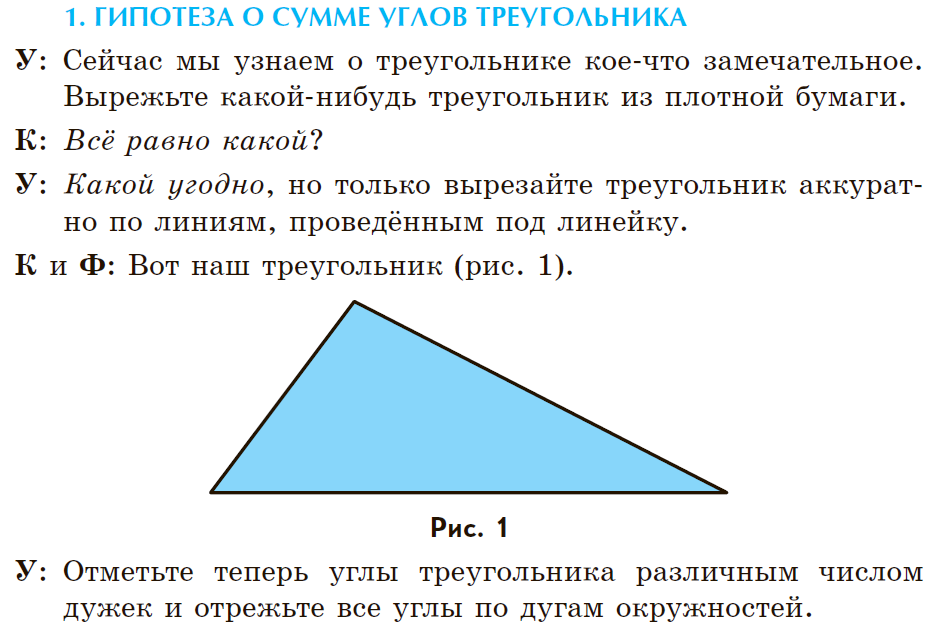 1. ГИПОТЕЗА О СУММЕ УГЛОВ ТРЕУГОЛЬНИКА
У: Сейчас мы узнаем о треугольнике кое-что замечательное.
Вырежьте какой-нибудь треугольник из плотной бумаги.
К: Всё равно какой?
У: Какой угодно, но только вырезайте треугольник аккурат-
но по линиям, проведённым под линейку.
К и Ф: Вот наш треугольник (рис. 1).
Рис. 1
У: Отметьте теперь углы треугольника различным числом
дужек и отрежьте все углы по дугам окружностей.